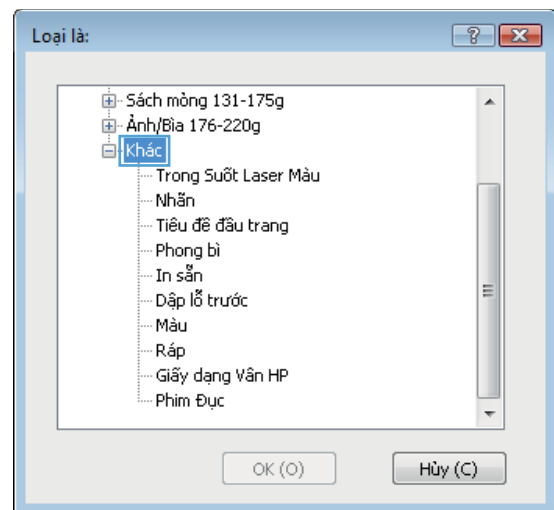 Loại là:
Sách mỏng 131-175g
Ảnh/Bìa 176-220g
Khác
Trong Suốt Laser Màu
Nhãn
Tiêu đề đầu trang
Phong bì
In sẵn
Dập lỗ trước
Màu
Ráp
Giấy dạng Vân HP
Phim Đục
OK (O)
Hủy (C)